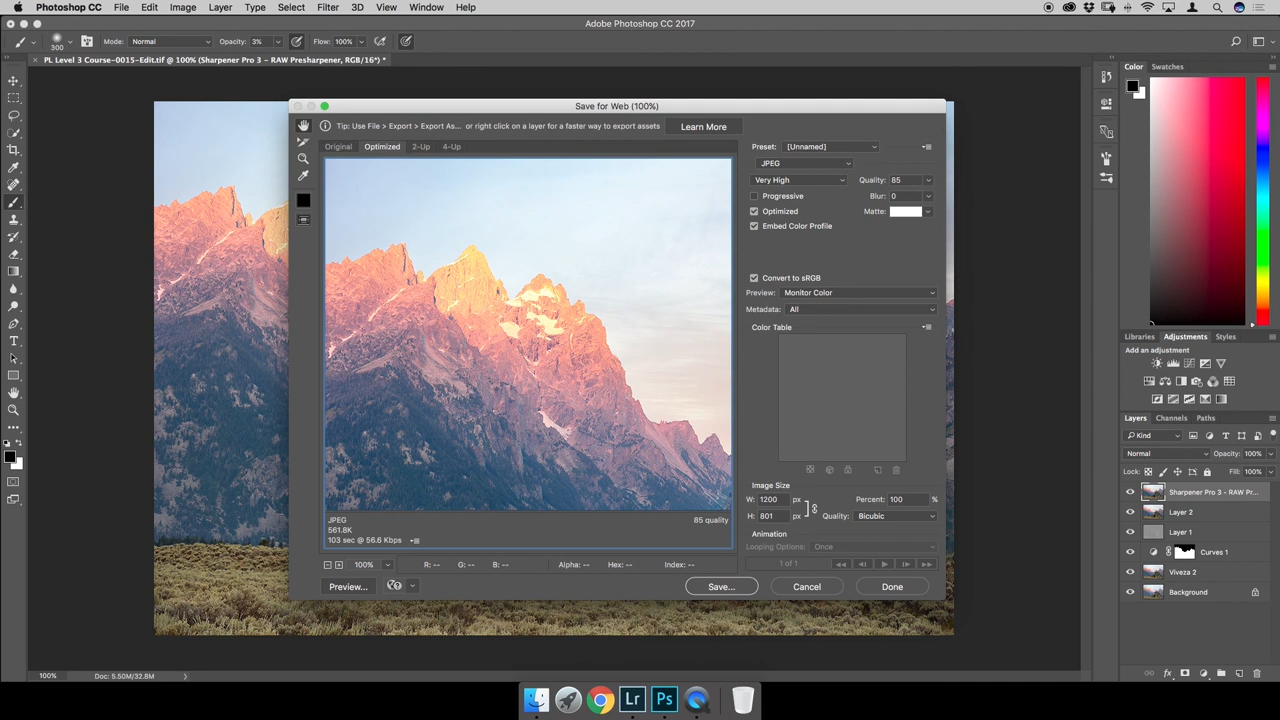 Photoshop CC File Edit Image Layer Type Select Filter 3D View Window Help
Adobe Photoshop CC 2017
300 Mode: Normal Opacity: 3% Flow: 100%
× PL Level 3 Course-0015-Edit.tif @ 100% (Sharpener Pro 3 - RAW Presharpener, RGB/16*) *
Save for Web (100%)
Tip: Use File > Export > Export As... or right click on a layer for a faster way to export assets Learn More
Original Optimized 2-Up 4-Up
Preset: [Unnamed]
JPEG
Very High Quality: 85
Progressive Blur: 0
Optimized Matte:
Embed Color Profile
Convert to sRGB
Preview: Monitor Color
Metadata: All
Color Table
Image Size
W: 1200 px Percent: 100 %
H: 801 px Quality: Bicubic
Animation
Looping Options: Once
1 of 1
JPEG 85 quality
561.8K
103 sec @ 56.6 Kbps
100% R: -- G: -- B: -- Alpha: -- Hex: -- Index: --
Preview... Save... Cancel Done
Color Swatches
Libraries Adjustments Styles
Add an adjustment
Layers Channels Paths
Kind
Normal Opacity: 100%
Lock: Fill: 100%
Sharpener Pro 3 - RAW Pr...
Layer 2
Layer 1
Curves 1
Viveza 2
Background
100% Doc: 5.50M/32.8M
Lr Ps